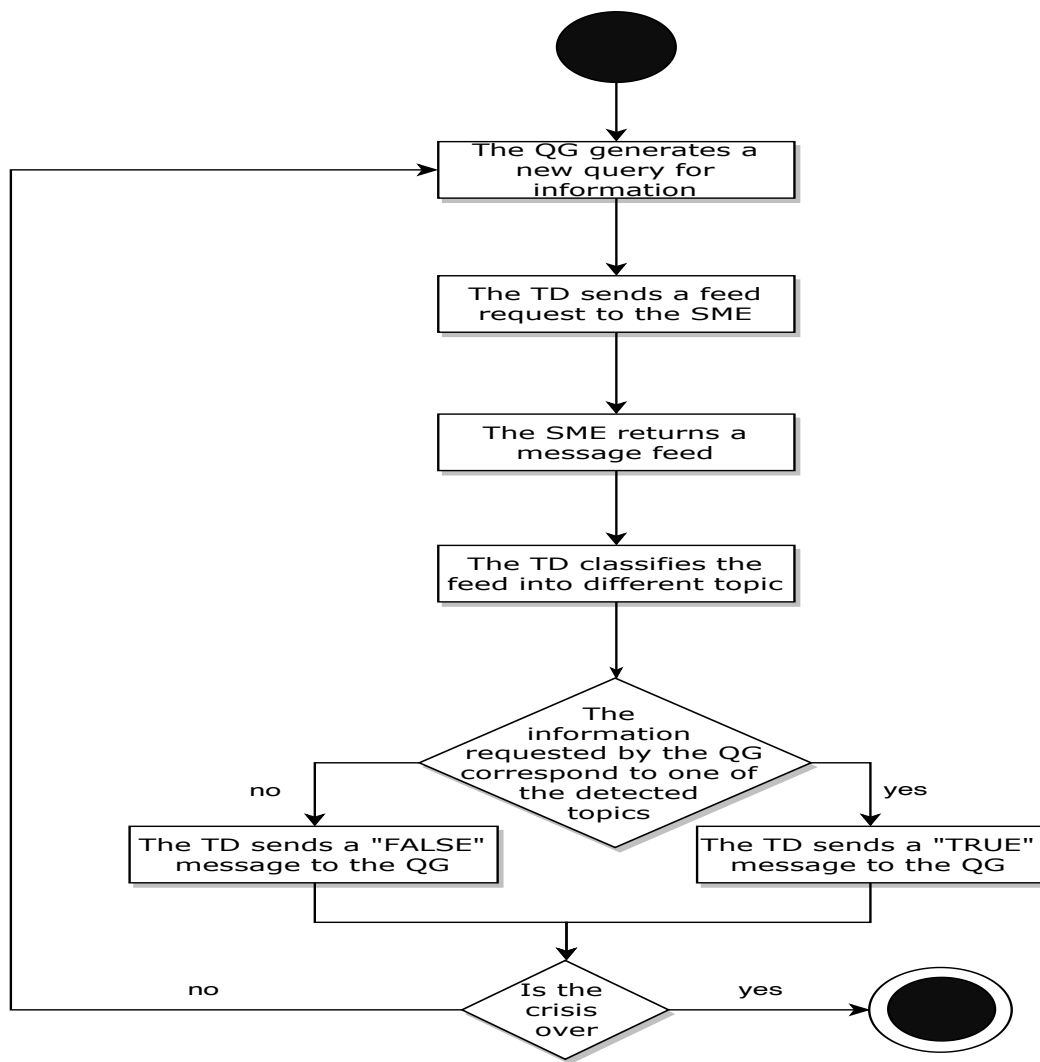 The QG generates a
new query for
information
The TD sends a feed
request to the SME
The SME returns a
message feed
The TD classifies the
feed into different topic
The
information
requested by the QG
correspond to one of
the detected
topics
no
yes
The TD sends a "FALSE"
message to the QG
The TD sends a "TRUE"
message to the QG
no
Is the
crisis
over
yes